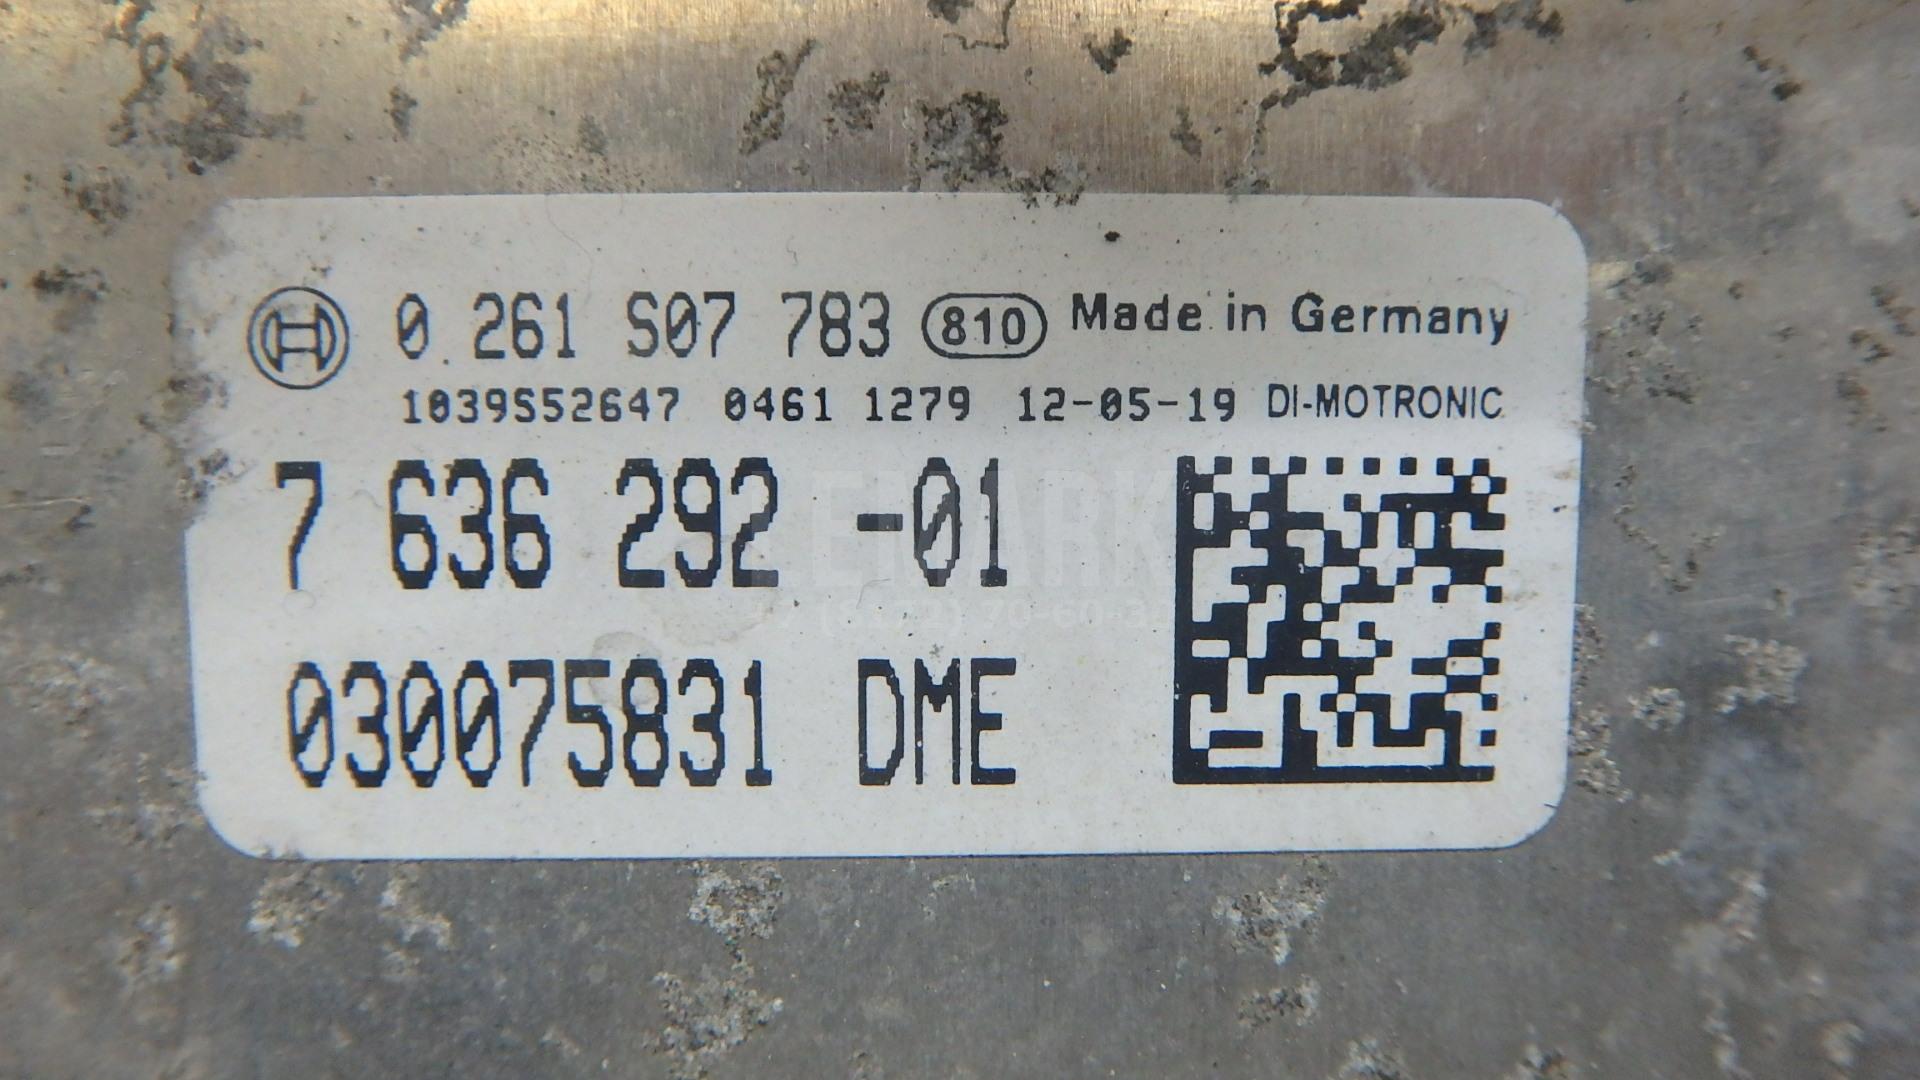 0 261 S07 783 810 Made in Germany
1039S52647 0461 1279 12-05-19 DI-MOTRONIC
7 636 292 -01
030075831 DME